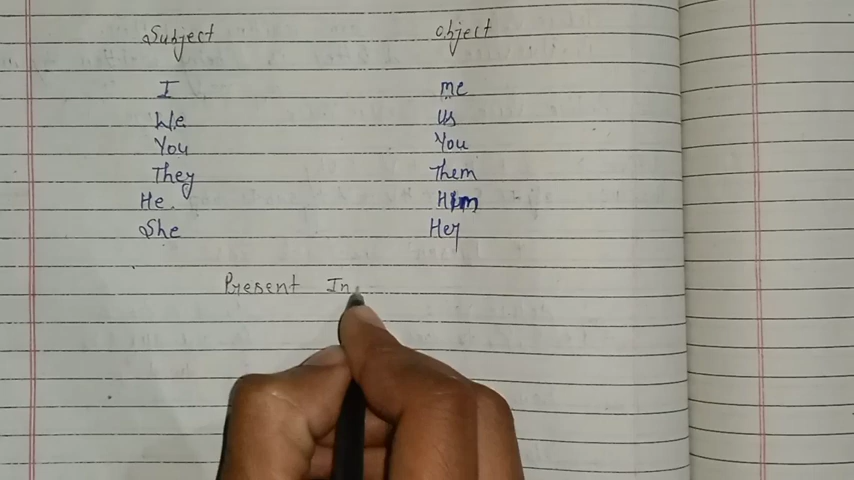 Subject Object
I me
We Us
You You
They Them
He. Him
She Her
Present In